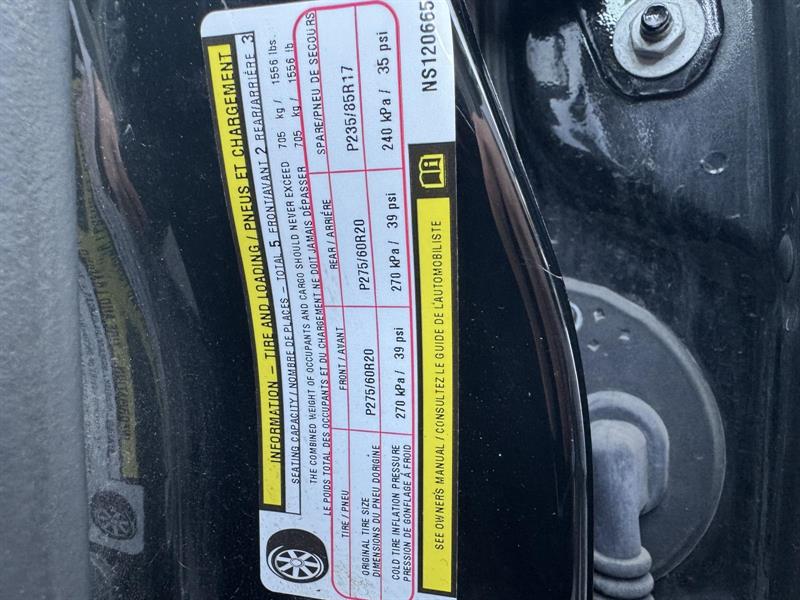 INFORMATION – TIRE AND LOADING / PNEUS ET CHARGEMENT
SEATING CAPACITY / NOMBRE DE PLACES – TOTAL 5 FRONT/AVANT 2 REAR/ARRIÉRE 3
THE COMBINED WEIGHT OF OCCUPANTS AND CARGO SHOULD NEVER EXCEED 705 kg / 1556 lbs.
LE POIDS TOTAL DES OCCUPANTS ET DU CHARGEMENT NE DOIT JAMAIS DÉPASSER 705 kg / 1556 lb
TIRE / PNEU FRONT / AVANT REAR / ARRIÉRE SPARE/PNEU DE SECOURS
ORIGINAL TIRE SIZE P275/60R20 P275/60R20 P235/85R17
DIMENSIONS DU PNEU D'ORIGINE
COLD TIRE INFLATION PRESSURE 270 kPa / 39 psi 270 kPa / 39 psi 240 kPa / 35 psi
PRESSION DE GONFLAGE À FROID
SEE OWNER'S MANUAL / CONSULTEZ LE GUIDE DE L'AUTOMOBILISTE
NS120665